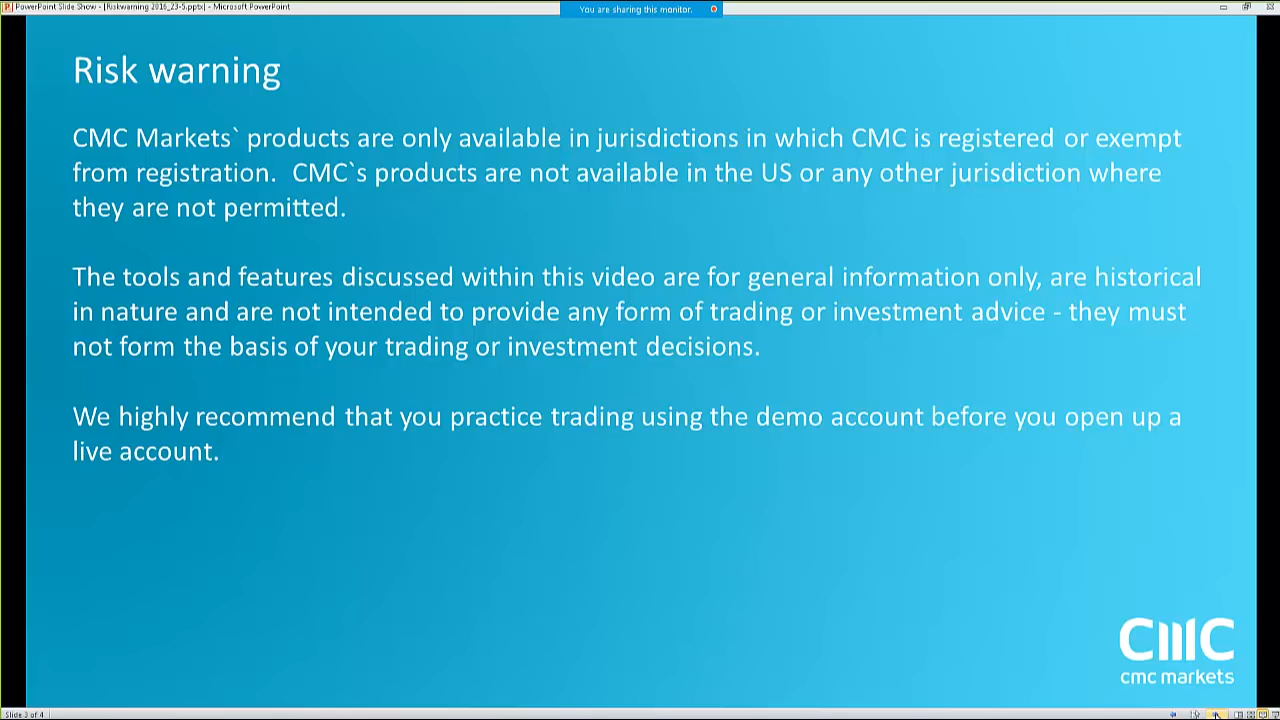 PowerPoint Slide Show - [Riskwarning 2016_23-5.pptx] - Microsoft PowerPoint
You are sharing this monitor.
Risk warning
CMC Markets` products are only available in jurisdictions in which CMC is registered or exempt
from registration.  CMC`s products are not available in the US or any other jurisdiction where
they are not permitted.
The tools and features discussed within this video are for general information only, are historical
in nature and are not intended to provide any form of trading or investment advice - they must
not form the basis of your trading or investment decisions.
We highly recommend that you practice trading using the demo account before you open up a
live account.
CMC
cmc markets
Slide 3 of 4